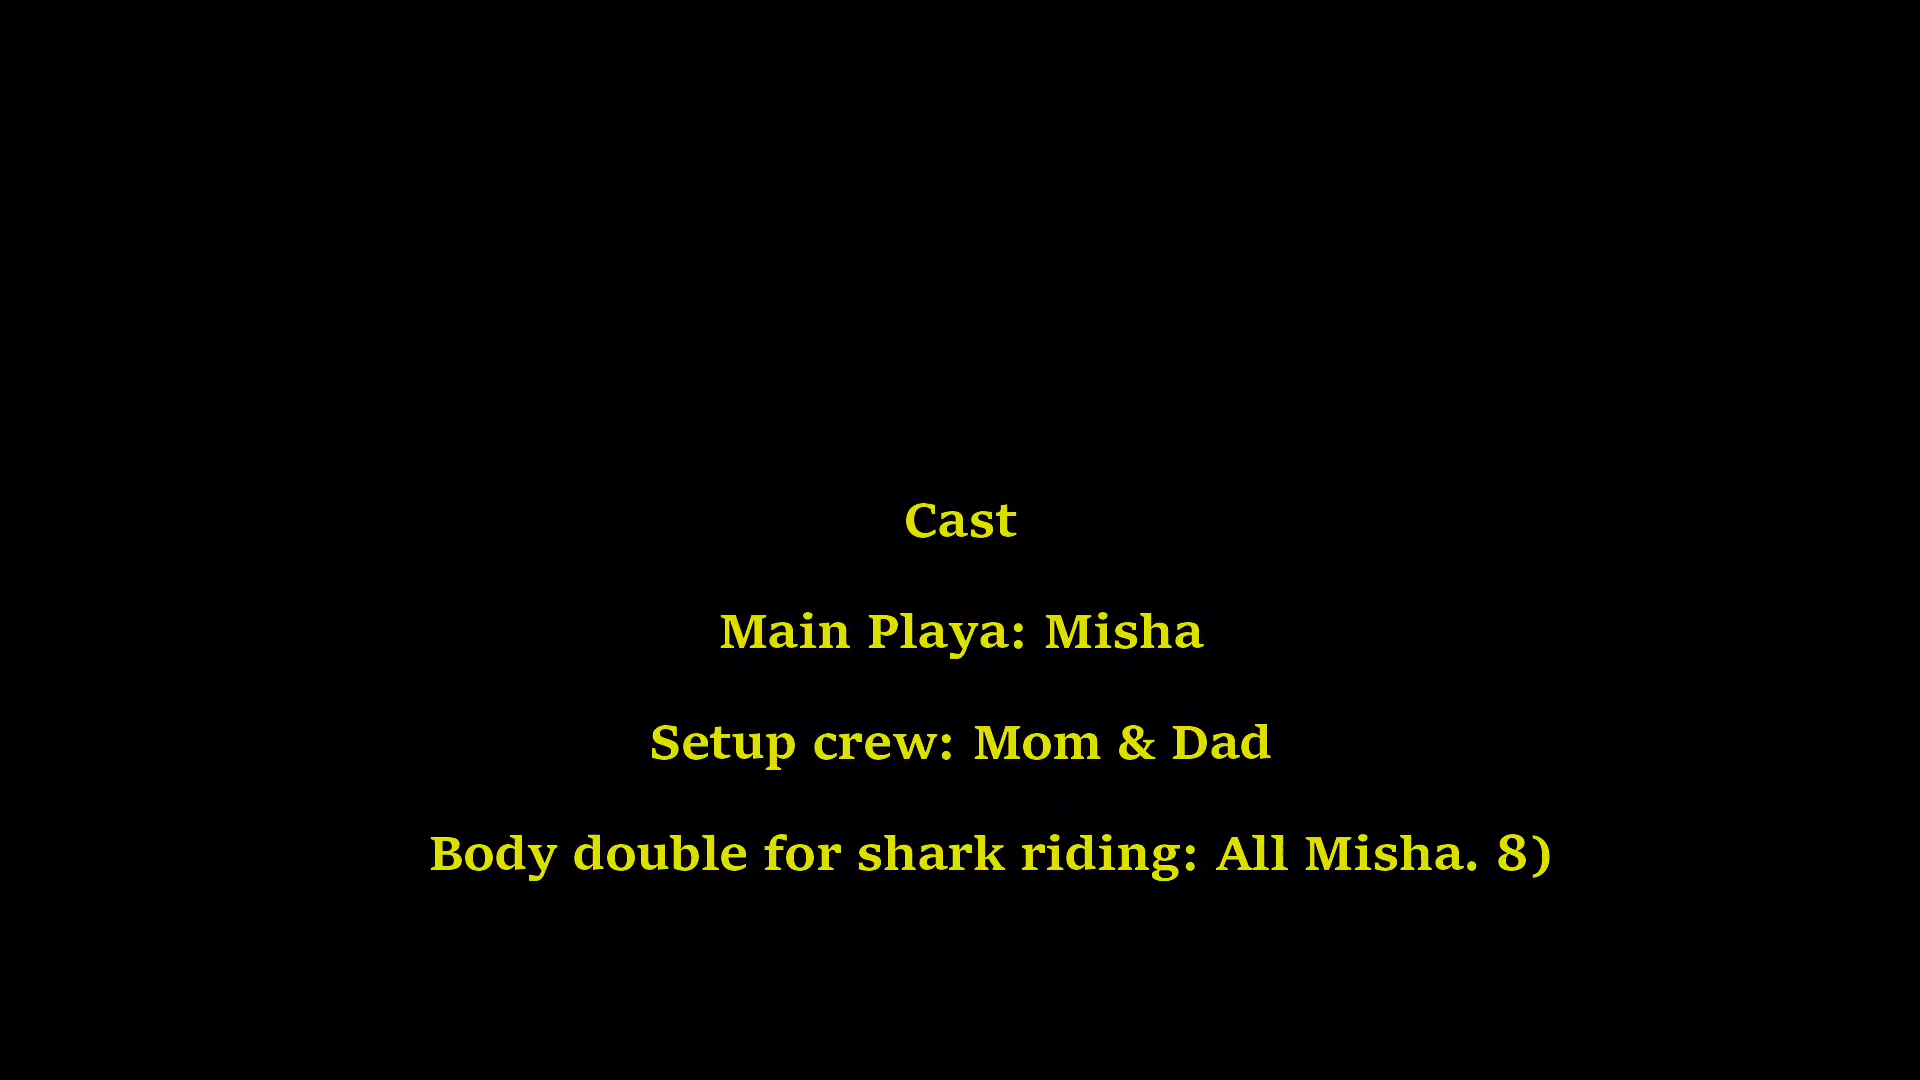 Cast
Main Playa: Misha
Setup crew: Mom & Dad
Body double for shark riding: All Misha. 8)